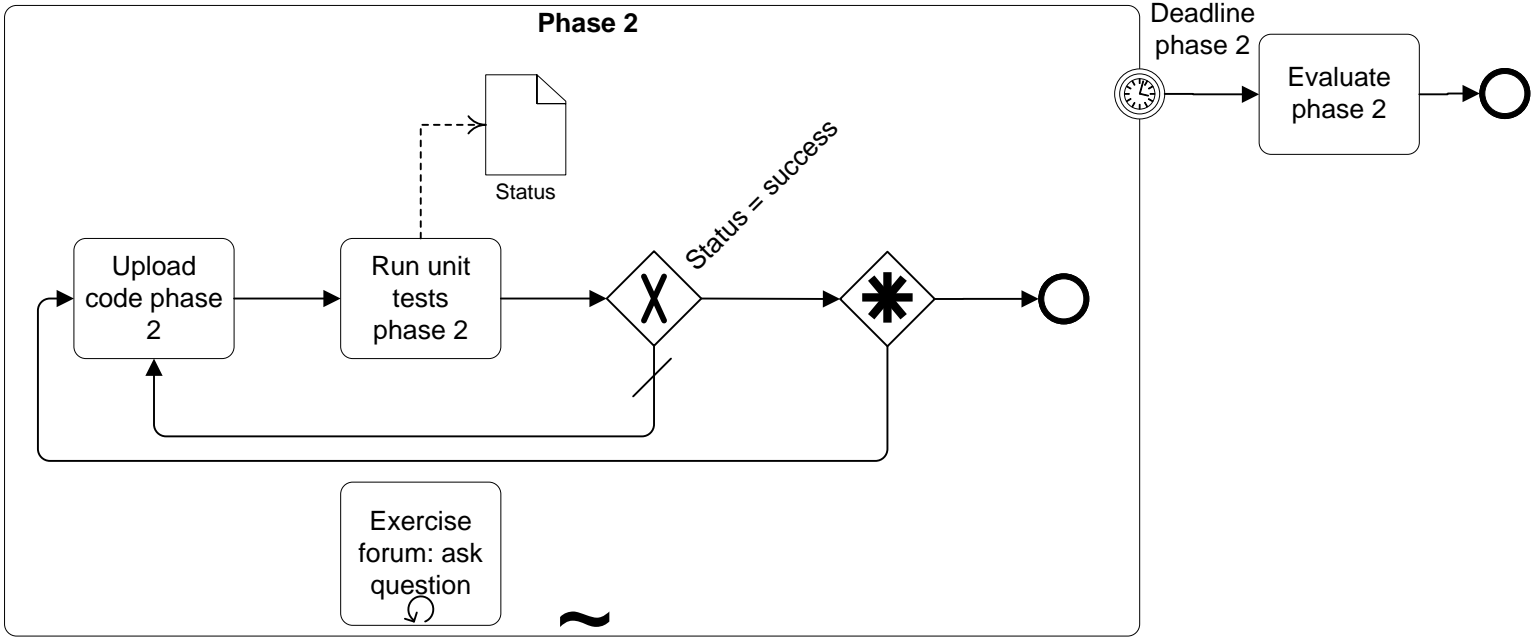 Phase 2
Deadline
phase 2
Evaluate
phase 2
Status
Status = success
Upload
code phase
2
Run unit
tests
phase 2
Exercise
forum: ask
question